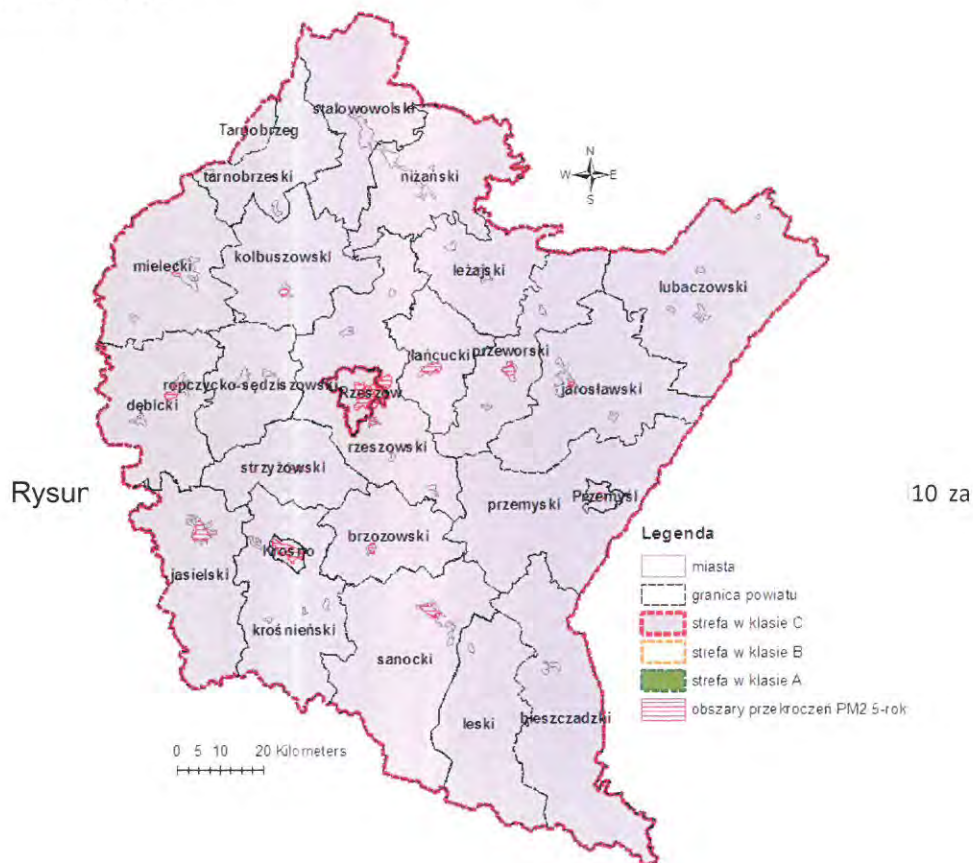 stalowowolski
Tarnobrzeg
tarnobrzeski
niżański
N
W E
S
mielecki
kolbuszowski
leżajski
lubaczowski
łańcucki
przeworski
ropczycko-sędziszowski
Rzeszów
jarosławski
dębicki
rzeszowski
strzyżowski
przemyski
Przemyśl
Rysur
10 za
Legenda
miasta
granica powiatu
strefa w klasie C
strefa w klasie B
strefa w klasie A
obszary przekroczeń PM2.5-rok
brzozowski
Krosno
jasielski
krośnieński
sanocki
leski
bieszczadzki
0 5 10 20 Kilometers